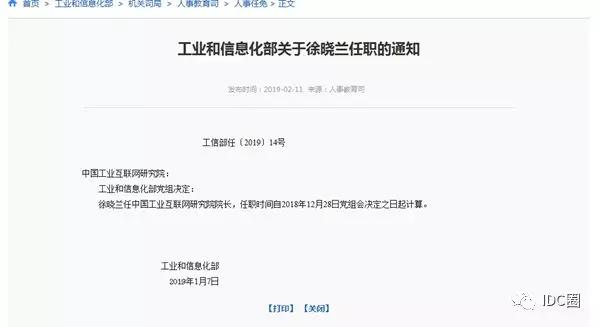 首页 > 工业和信息化部 > 机关司局 > 人事教育司 > 人事任免 > 正文
工业和信息化部关于徐晓兰任职的通知
发布时间：2019-02-11 来源：人事教育司
工信部任〔2019〕14号
中国工业互联网研究院：
工业和信息化部党组决定：
徐晓兰任中国工业互联网研究院院长，任职时间自2018年12月28日党组会决定之日起计算。
工业和信息化部
2019年1月7日
【打印】 【关闭】
IDC圈